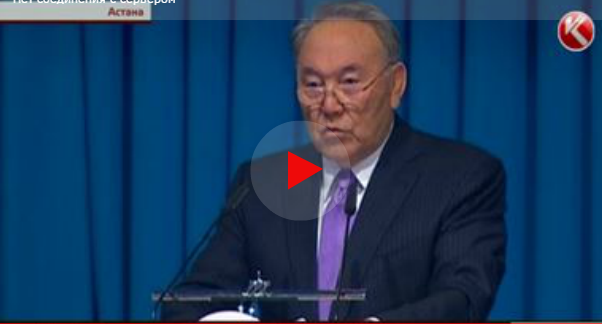 нет соединения с сервером
Астана
K